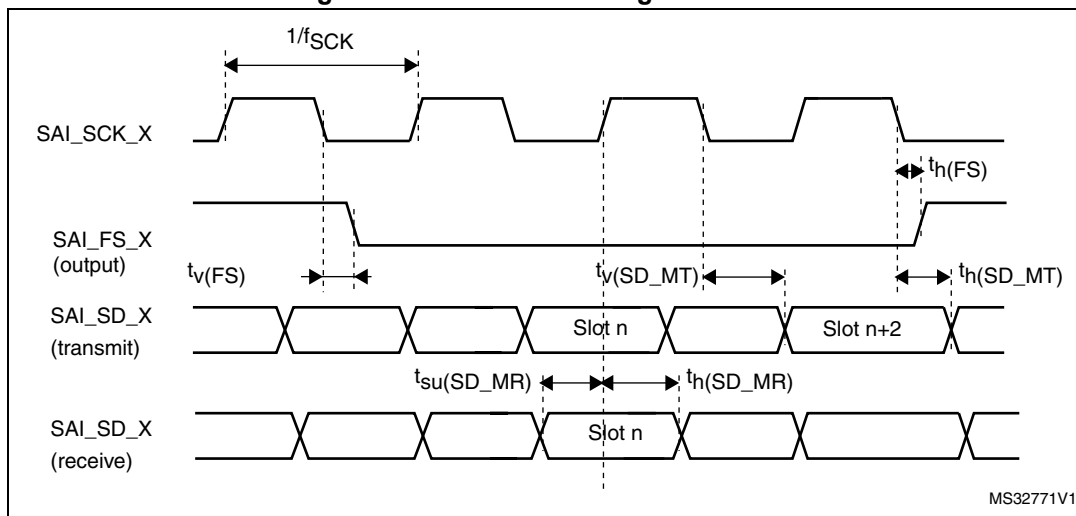 1/fSCK
SAI_SCK_X
th(FS)
SAI_FS_X
(output)
tv(FS)
tv(SD_MT)
th(SD_MT)
SAI_SD_X
(transmit)
Slot n
Slot n+2
tsu(SD_MR)
th(SD_MR)
SAI_SD_X
(receive)
Slot n
MS32771V1